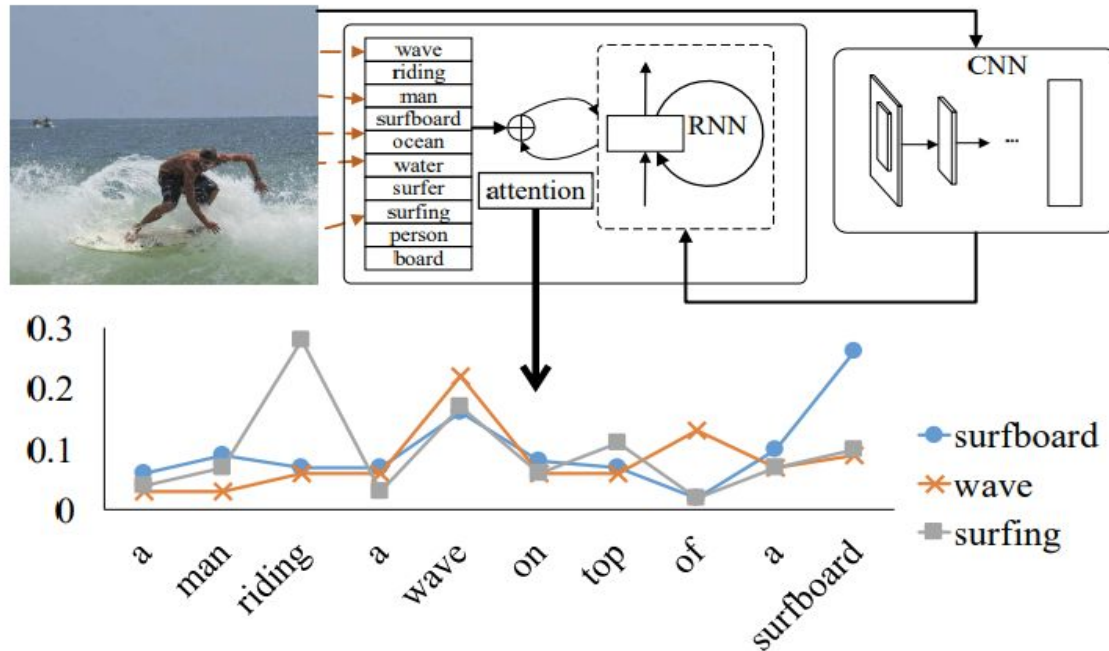 wave
riding
man
surfboard
ocean
water
surfer
surfing
person
board
attention
RNN
CNN
...
0.3
0.2
0.1
0
a
man
riding
a
wave
on
top
of
a
surfboard
surfboard
wave
surfing